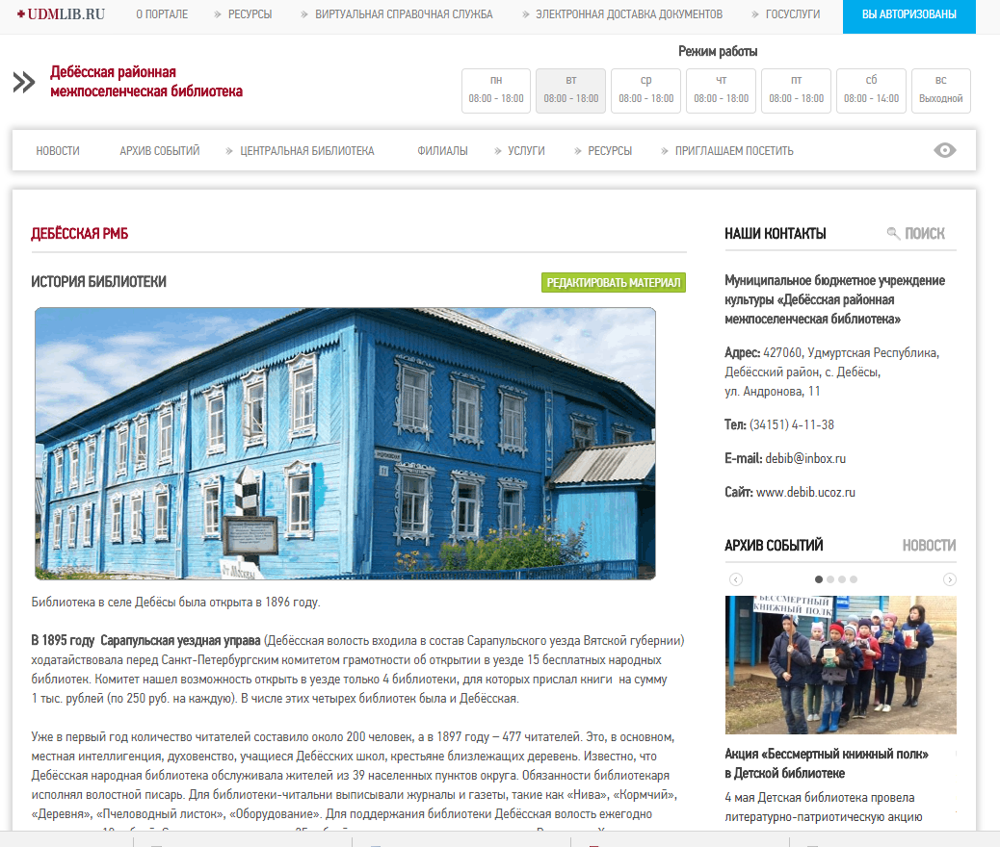 UDMLIB.RU
О ПОРТАЛЕ
РЕСУРСЫ
ВИРТУАЛЬНАЯ СПРАВОЧНАЯ СЛУЖБА
ЭЛЕКТРОННАЯ ДОСТАВКА ДОКУМЕНТОВ
ГОСУСЛУГИ
ВЫ АВТОРИЗОВАНЫ
Дебёсская районная
межпоселенческая библиотека
Режим работы
пн вт ср чт пт сб вс
08:00 - 18:00 08:00 - 18:00 08:00 - 18:00 08:00 - 18:00 08:00 - 18:00 08:00 - 14:00 Выходной
НОВОСТИ
АРХИВ СОБЫТИЙ
ЦЕНТРАЛЬНАЯ БИБЛИОТЕКА
ФИЛИАЛЫ
УСЛУГИ
РЕСУРСЫ
ПРИГЛАШАЕМ ПОСЕТИТЬ
ДЕБЁССКАЯ РМБ
ИСТОРИЯ БИБЛИОТЕКИ
РЕДАКТИРОВАТЬ МАТЕРИАЛ
11
От Москвы
Библиотека в селе Дебёсы была открыта в 1896 году.
В 1895 году Сарапульская уездная управа (Дебёсская волость входила в состав Сарапульского уезда Вятской губернии)
ходатайствовала перед Санкт-Петербургским комитетом грамотности об открытии в уезде 15 бесплатных народных
библиотек. Комитет нашел возможность открыть в уезде только 4 библиотеки, для которых прислал книги на сумму
1 тыс. рублей (по 250 руб. на каждую). В числе этих четырех библиотек была и Дебёсская.
Уже в первый год количество читателей составило около 200 человек, а в 1897 году – 477 читателей. Это, в основном,
местная интеллигенция, духовенство, учащиеся Дебёсских школ, крестьяне близлежащих деревень. Известно, что
Дебёсская народная библиотека обслуживала жителей из 39 населенных пунктов округа. Обязанности библиотекаря
исполнял волостной писарь. Для библиотеки-читальни выписывали журналы и газеты, такие как «Нива», «Кормчий»,
«Деревня», «Пчеловодный листок», «Оборудование». Для поддержания библиотеки Дебёсская волость ежегодно
НАШИ КОНТАКТЫ
ПОИСК
Муниципальное бюджетное учреждение
культуры «Дебёсская районная
межпоселенческая библиотека»
Адрес: 427060, Удмуртская Республика,
Дебёсский район, с. Дебёсы,
ул. Андронова, 11
Тел: (34151) 4-11-38
E-mail: debib@inbox.ru
Сайт: www.debib.ucoz.ru
АРХИВ СОБЫТИЙ
НОВОСТИ
БЕССМЕРТНЫЙ
КНИЖНЫЙ ПОЛК
Акция «Бессмертный книжный полк»
в Детской библиотеке
4 мая Детская библиотека провела
литературно-патриотическую акцию